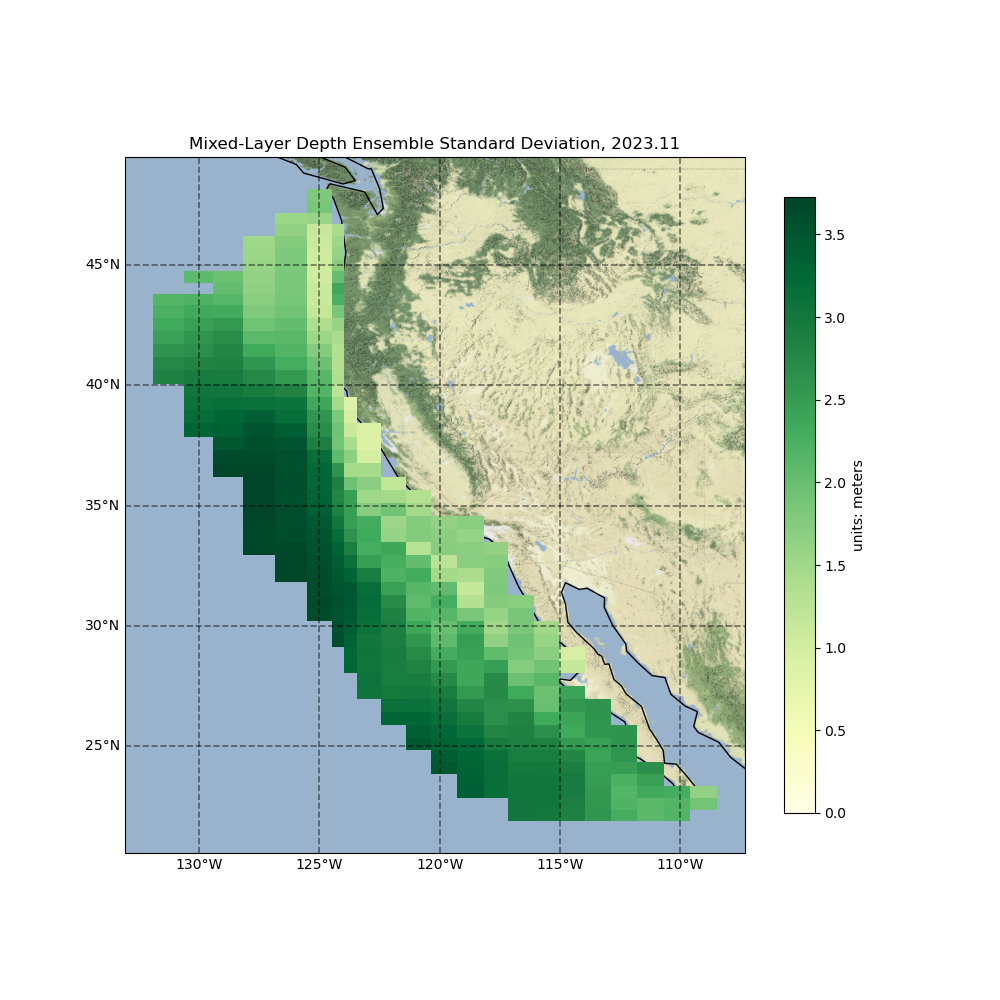 Mixed-Layer Depth Ensemble Standard Deviation, 2023.11
45°N
40°N
35°N
30°N
25°N
130°W
125°W
120°W
115°W
110°W
3.5
3.0
2.5
2.0
1.5
1.0
0.5
0.0
units: meters